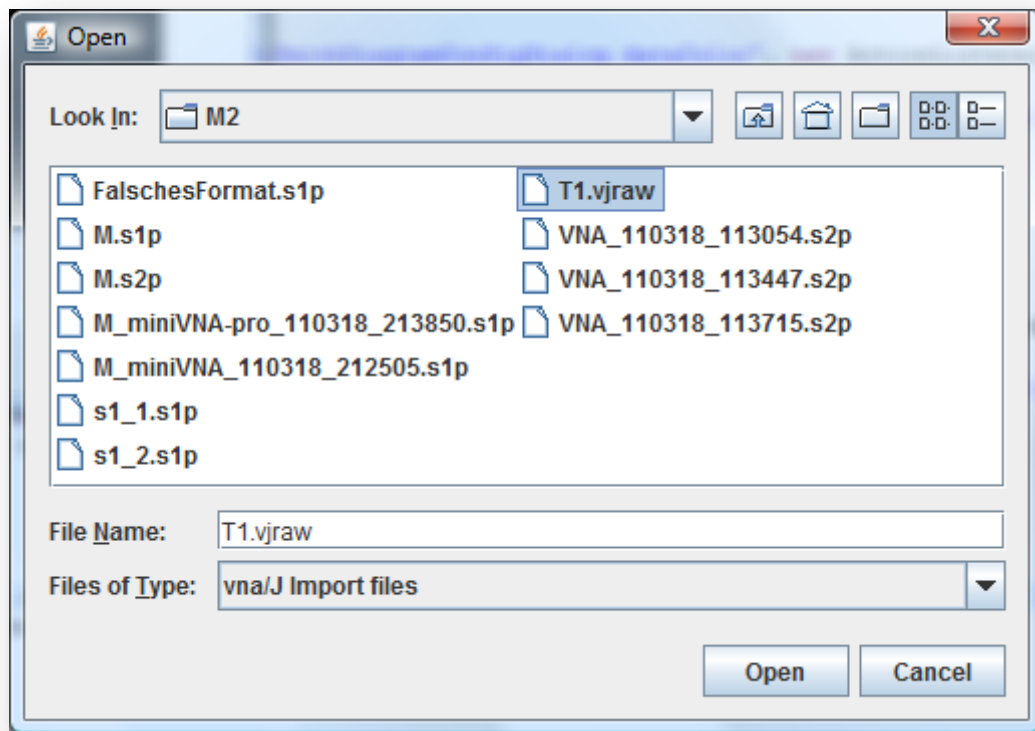 Open
Look In: M2
FalschesFormat.s1p
M.s1p
M.s2p
M_miniVNA-pro_110318_213850.s1p
M_miniVNA_110318_212505.s1p
s1_1.s1p
s1_2.s1p
T1.vjraw
VNA_110318_113054.s2p
VNA_110318_113447.s2p
VNA_110318_113715.s2p
File Name: T1.vjraw
Files of Type: vna/J Import files
Open Cancel